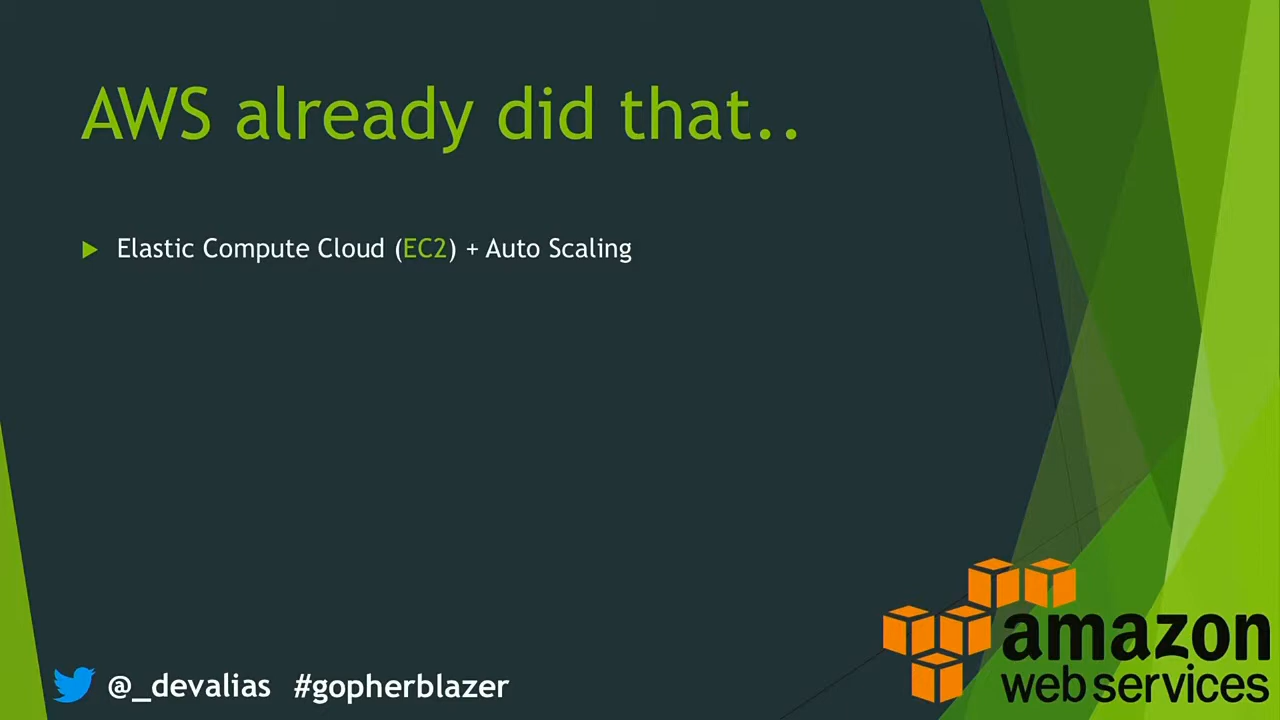 AWS already did that..
Elastic Compute Cloud (EC2) + Auto Scaling
@_devalias #gopherblazer
amazon
web services